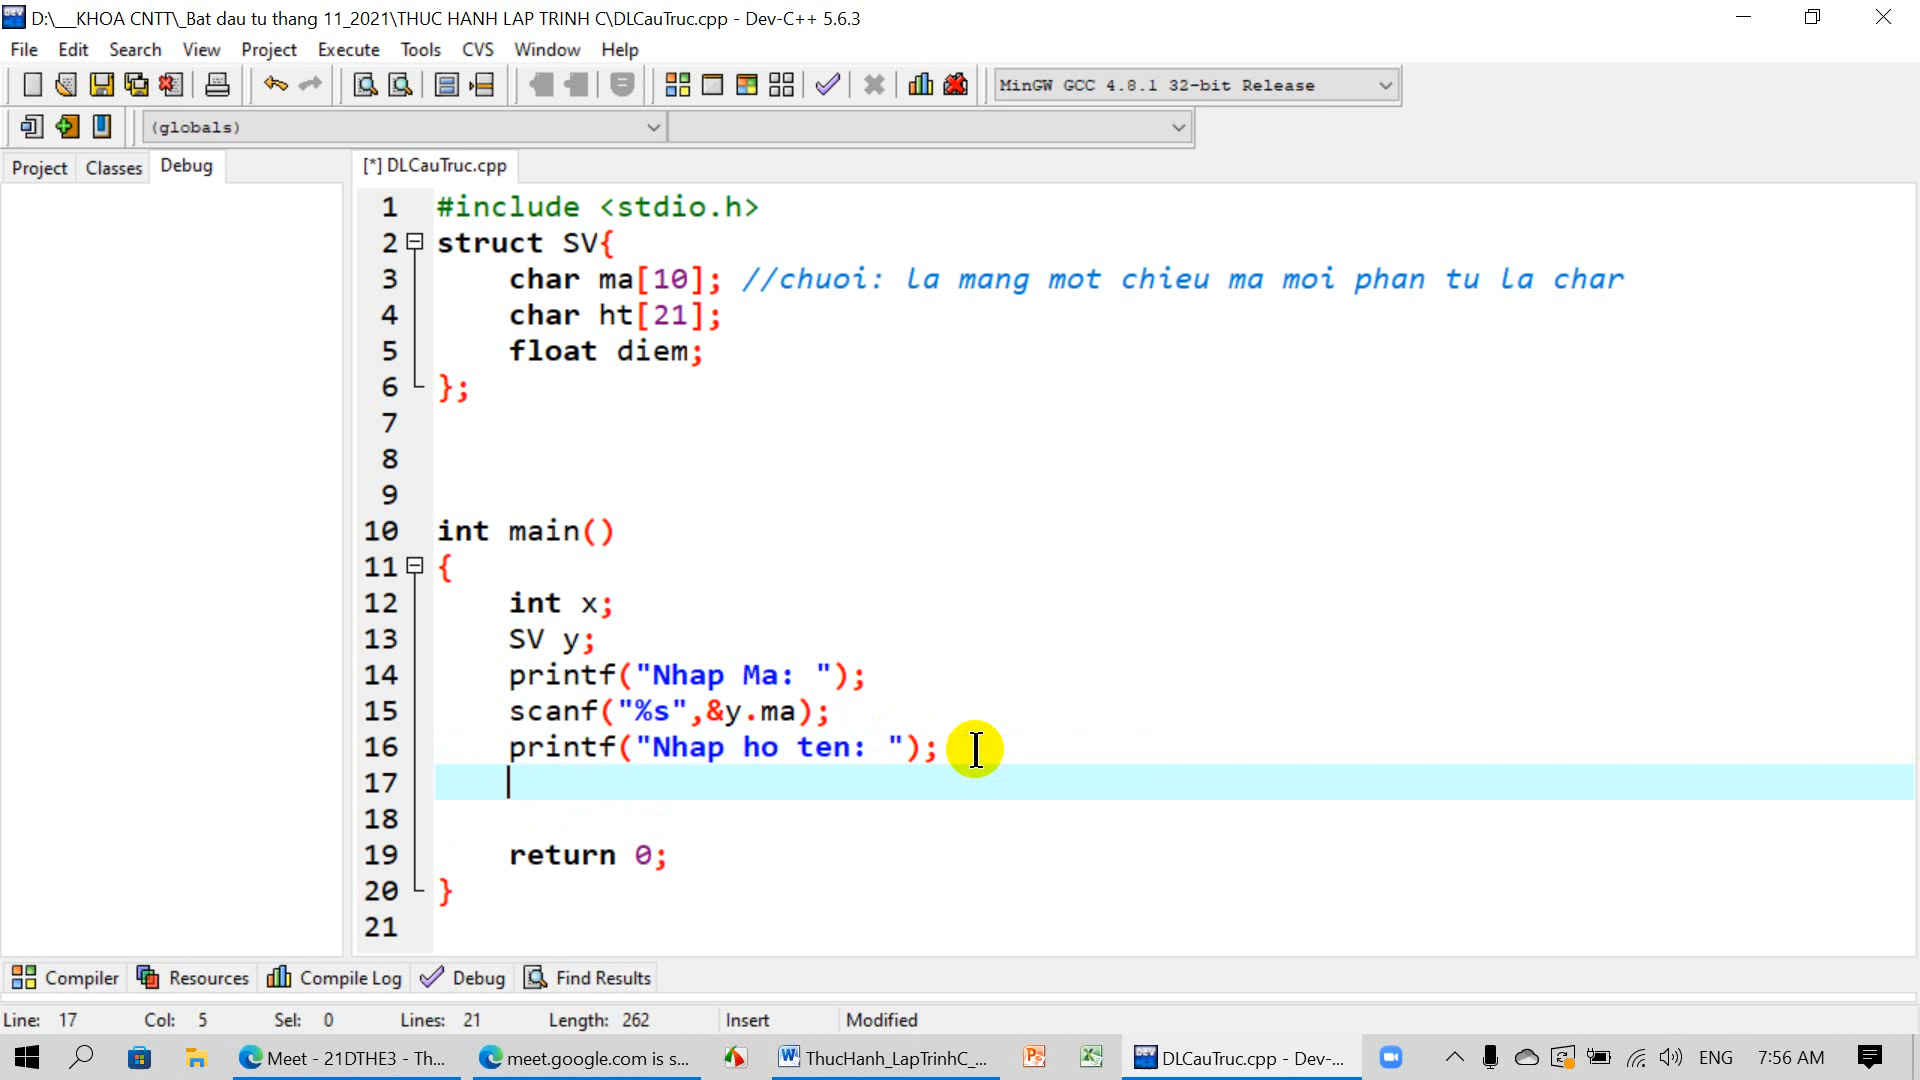 D:\__KHOA CNTT\_Bat dau tu thang 11_2021\THUC HANH LAP TRINH C\DLCauTruc.cpp - Dev-C++ 5.6.3
File Edit Search View Project Execute Tools CVS Window Help
MinGW GCC 4.8.1 32-bit Release
(globals)
Project Classes Debug [*] DLCauTruc.cpp
1 #include <stdio.h>
2 struct SV{
3 char ma[10]; //chuoi: la mang mot chieu ma moi phan tu la char
4 char ht[21];
5 float diem;
6 };
7
8
9
10 int main()
11 {
12 int x;
13 SV y;
14 printf("Nhap Ma: ");
15 scanf("%s",&y.ma);
16 printf("Nhap ho ten: ");
17
18
19 return 0;
20 }
21
Compiler Resources Compile Log Debug Find Results
Line: 17 Col: 5 Sel: 0 Lines: 21 Length: 262 Insert Modified
Meet - 21DTHE3 - Th... meet.google.com is s... ThucHanh_LapTrinhC_... DLCauTruc.cpp - Dev-... ENG 7:56 AM